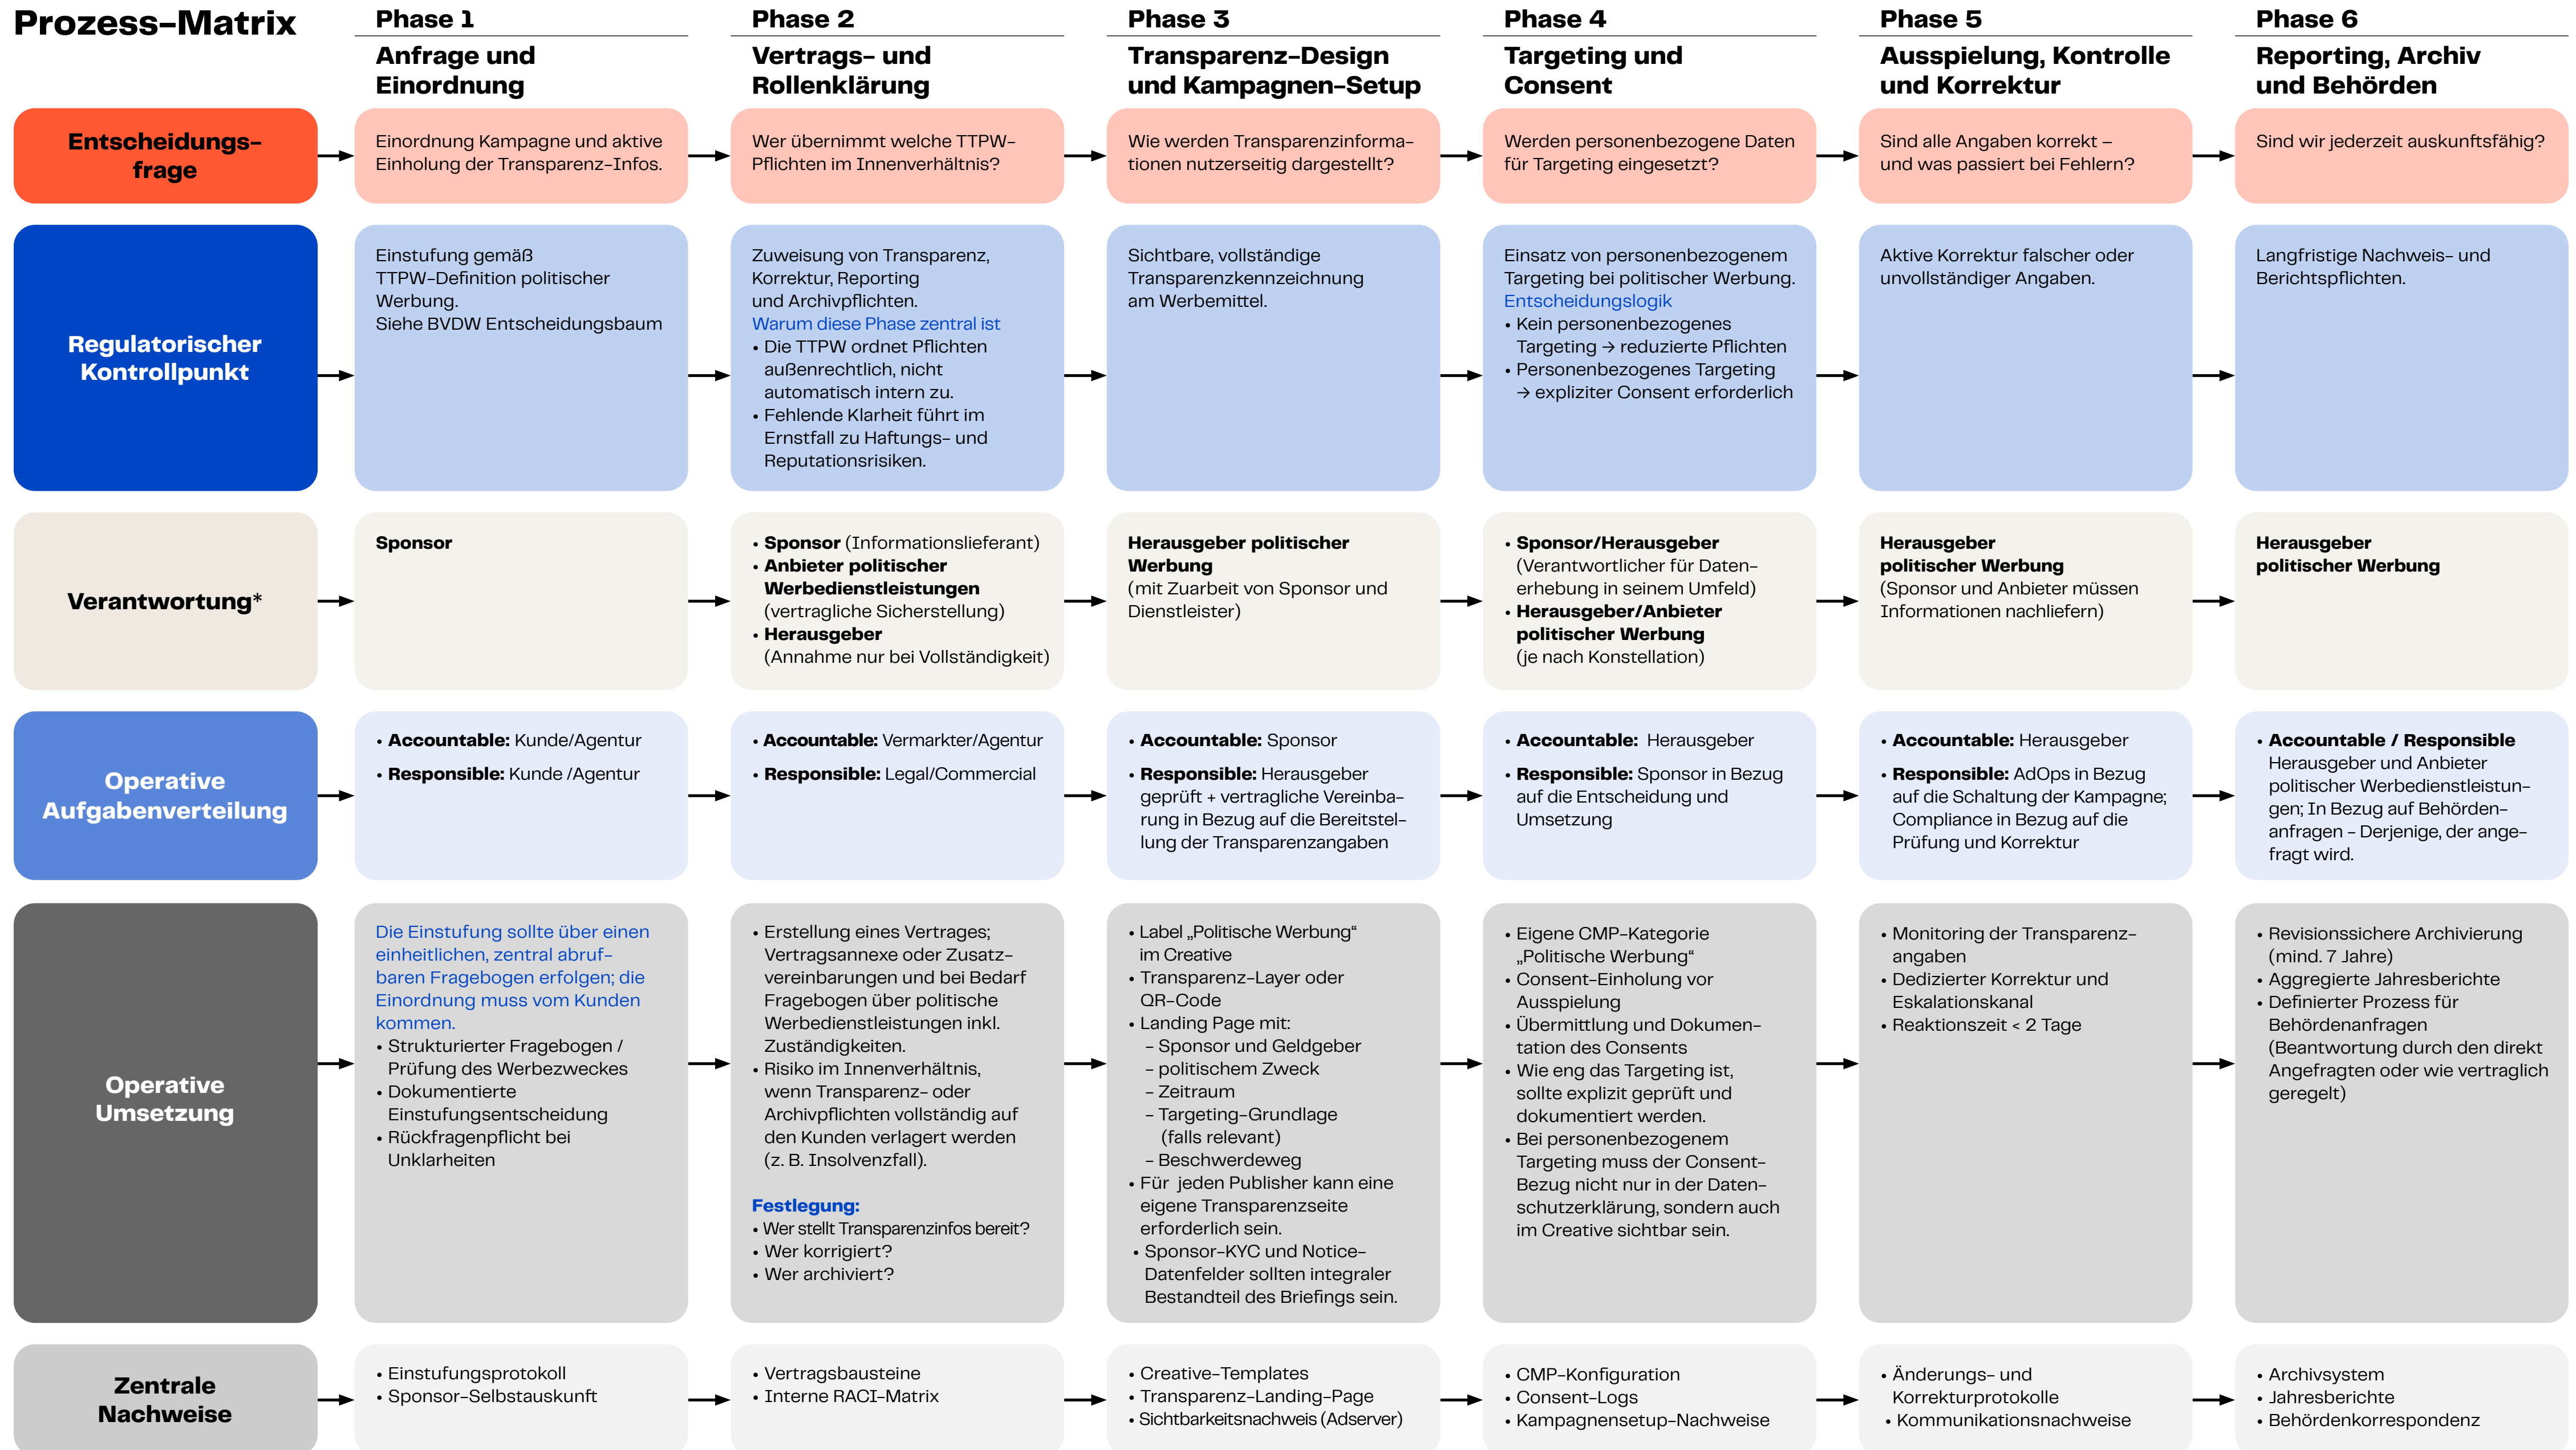 Prozess-Matrix
Phase 1
Anfrage und
Einordnung
Phase 2
Vertrags- und
Rollenklärung
Phase 3
Transparenz-Design
und Kampagnen-Setup
Phase 4
Targeting und
Consent
Phase 5
Ausspielung, Kontrolle
und Korrektur
Phase 6
Reporting, Archiv
und Behörden
Entscheidungs-
frage
Einordnung Kampagne und aktive
Einholung der Transparenz-Infos.
Wer übernimmt welche TTPW-
Pflichten im Innenverhältnis?
Wie werden Transparenzinforma-
tionen nutzerseitig dargestellt?
Werden personenbezogene Daten
für Targeting eingesetzt?
Sind alle Angaben korrekt –
und was passiert bei Fehlern?
Sind wir jederzeit auskunftsfähig?
Regulatorischer
Kontrollpunkt
Einstufung gemäß
TTPW-Definition politischer
Werbung.
Siehe BVDW Entscheidungsbaum
Zuweisung von Transparenz,
Korrektur, Reporting
und Archivpflichten.
Warum diese Phase zentral ist
• Die TTPW ordnet Pflichten
außenrechtlich, nicht
automatisch intern zu.
• Fehlende Klarheit führt im
Ernstfall zu Haftungs- und
Reputationsrisiken.
Sichtbare, vollständige
Transparenzkennzeichnung
am Werbemittel.
Einsatz von personenbezogenem
Targeting bei politischer Werbung.
Entscheidungslogik
• Kein personenbezogenes
Targeting → reduzierte Pflichten
• Personenbezogenes Targeting
→ expliziter Consent erforderlich
Aktive Korrektur falscher oder
unvollständiger Angaben.
Langfristige Nachweis- und
Berichtspflichten.
Verantwortung*
Sponsor
• Sponsor (Informationslieferant)
• Anbieter politischer
Werbedienstleistungen
(vertragliche Sicherstellung)
• Herausgeber
(Annahme nur bei Vollständigkeit)
Herausgeber politischer
Werbung
(mit Zuarbeit von Sponsor und
Dienstleister)
• Sponsor/Herausgeber
(Verantwortlicher für Daten-
erhebung in seinem Umfeld)
• Herausgeber/Anbieter
politischer Werbung
(je nach Konstellation)
Herausgeber
politischer Werbung
(Sponsor und Anbieter müssen
Informationen nachliefern)
Herausgeber
politischer Werbung
Operative
Aufgabenverteilung
• Accountable: Kunde/Agentur
• Responsible: Kunde /Agentur
• Accountable: Vermarkter/Agentur
• Responsible: Legal/Commercial
• Accountable: Sponsor
• Responsible: Herausgeber
geprüft + vertragliche Vereinba-
rung in Bezug auf die Bereitstel-
lung der Transparenzangaben
• Accountable: Herausgeber
• Responsible: Sponsor in Bezug
auf die Entscheidung und
Umsetzung
• Accountable: Herausgeber
• Responsible: AdOps in Bezug
auf die Schaltung der Kampagne;
Compliance in Bezug auf die
Prüfung und Korrektur
• Accountable / Responsible
Herausgeber und Anbieter
politischer Werbedienstleistun-
gen; In Bezug auf Behörden-
anfragen - Derjenige, der ange-
fragt wird.
Operative
Umsetzung
Die Einstufung sollte über einen
einheitlichen, zentral abruf-
baren Fragebogen erfolgen; die
Einordnung muss vom Kunden
kommen.
• Strukturierter Fragebogen /
Prüfung des Werbezweckes
• Dokumentierte
Einstufungsentscheidung
• Rückfragenpflicht bei
Unklarheiten
• Erstellung eines Vertrages;
Vertragsannexe oder Zusatz-
vereinbarungen und bei Bedarf
Fragebogen über politische
Werbedienstleistungen inkl.
Zuständigkeiten.
• Risiko im Innenverhältnis,
wenn Transparenz- oder
Archivpflichten vollständig auf
den Kunden verlagert werden
(z. B. Insolvenzfall).
Festlegung:
• Wer stellt Transparenzinfos bereit?
• Wer korrigiert?
• Wer archiviert?
• Label „Politische Werbung“
im Creative
• Transparenz-Layer oder
QR-Code
• Landing Page mit:
– Sponsor und Geldgeber
– politischem Zweck
– Zeitraum
– Targeting-Grundlage
(falls relevant)
– Beschwerdeweg
• Für jeden Publisher kann eine
eigene Transparenzseite
erforderlich sein.
• Sponsor-KYC und Notice-
Datenfelder sollten integraler
Bestandteil des Briefings sein.
• Eigene CMP-Kategorie
„Politische Werbung“
• Consent-Einholung vor
Ausspielung
• Übermittlung und Dokumen-
tation des Consents
• Wie eng das Targeting ist,
sollte explizit geprüft und
dokumentiert werden.
• Bei personenbezogenem
Targeting muss der Consent-
Bezug nicht nur in der Daten-
schutzerklärung, sondern auch
im Creative sichtbar sein.
• Monitoring der Transparenz-
angaben
• Dedizierter Korrektur und
Eskalationskanal
• Reaktionszeit < 2 Tage
• Revisionssichere Archivierung
(mind. 7 Jahre)
• Aggregierte Jahresberichte
• Definierter Prozess für
Behördenanfragen
(Beantwortung durch den direkt
Angefragten oder wie vertraglich
geregelt)
Zentrale
Nachweise
• Einstufungsprotokoll
• Sponsor-Selbstauskunft
• Vertragsbausteine
• Interne RACI-Matrix
• Creative-Templates
• Transparenz-Landing-Page
• Sichtbarkeitsnachweis (Adserver)
• CMP-Konfiguration
• Consent-Logs
• Kampagnensetup-Nachweise
• Änderungs- und
Korrekturprotokolle
• Kommunikationsnachweise
• Archivsystem
• Jahresberichte
• Behördenkorrespondenz